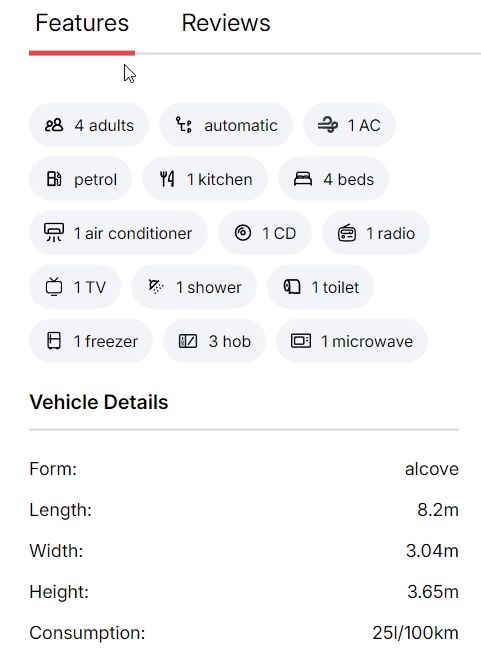 Features Reviews
4 adults automatic 1 AC
petrol 1 kitchen 4 beds
1 air conditioner 1 CD 1 radio
1 TV 1 shower 1 toilet
1 freezer 3 hob 1 microwave
Vehicle Details
Form: alcove
Length: 8.2m
Width: 3.04m
Height: 3.65m
Consumption: 25l/100km